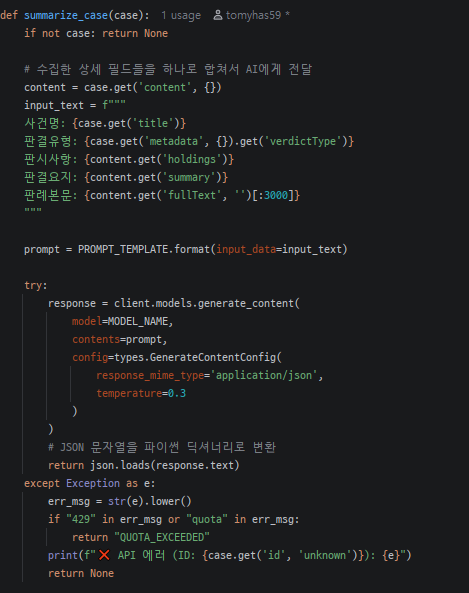 def summarize_case(case):  1 usage  tomyhas59 *
    if not case: return None

    # 수집한 상세 필드들을 하나로 합쳐서 AI에게 전달
    content = case.get('content', {})
    input_text = f"""
    사건명: {case.get('title')}
    판결유형: {case.get('metadata', {}).get('verdictType')}
    판시사항: {content.get('holdings')}
    판결요지: {content.get('summary')}
    판례본문: {content.get('fullText', '')[:3000]}
    """

    prompt = PROMPT_TEMPLATE.format(input_data=input_text)

    try:
        response = client.models.generate_content(
            model=MODEL_NAME,
            contents=prompt,
            config=types.GenerateContentConfig(
                response_mime_type='application/json',
                temperature=0.3
            )
        )
        # JSON 문자열을 파이썬 딕셔너리로 변환
        return json.loads(response.text)
    except Exception as e:
        err_msg = str(e).lower()
        if "429" in err_msg or "quota" in err_msg:
            return "QUOTA_EXCEEDED"
        print(f"❌ API 에러 (ID: {case.get('id', 'unknown')}): {e}")
        return None